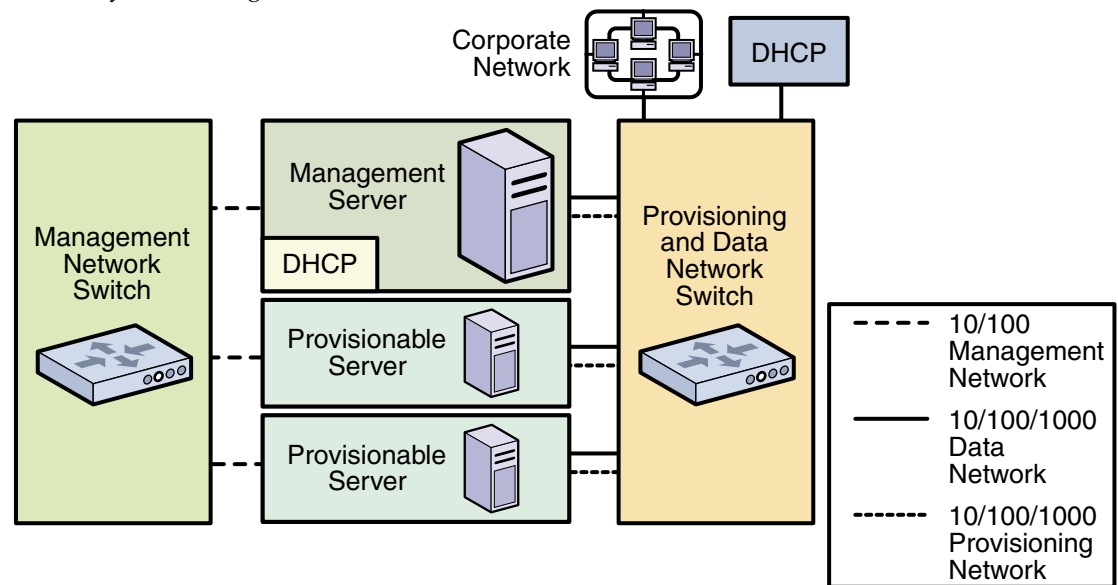 Corporate
Network
DHCP
Management
Server
DHCP
Management
Network
Switch
Provisionable
Server
Provisionable
Server
Provisioning
and Data
Network
Switch
10/100
Management
Network
10/100/1000
Data
Network
10/100/1000
Provisioning
Network